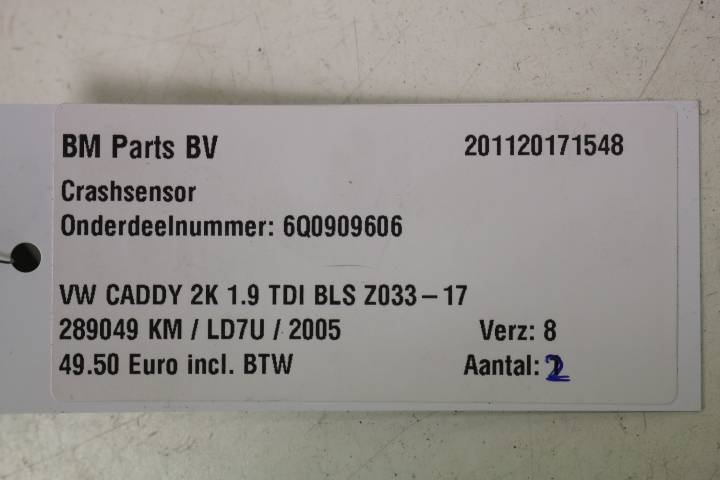 BM Parts BV 201120171548
Crashsensor
Onderdeelnummer: 6Q0909606
VW CADDY 2K 1.9 TDI BLS Z033-17
289049 KM / LD7U / 2005 Verz: 8
49.50 Euro incl. BTW Aantal: 2